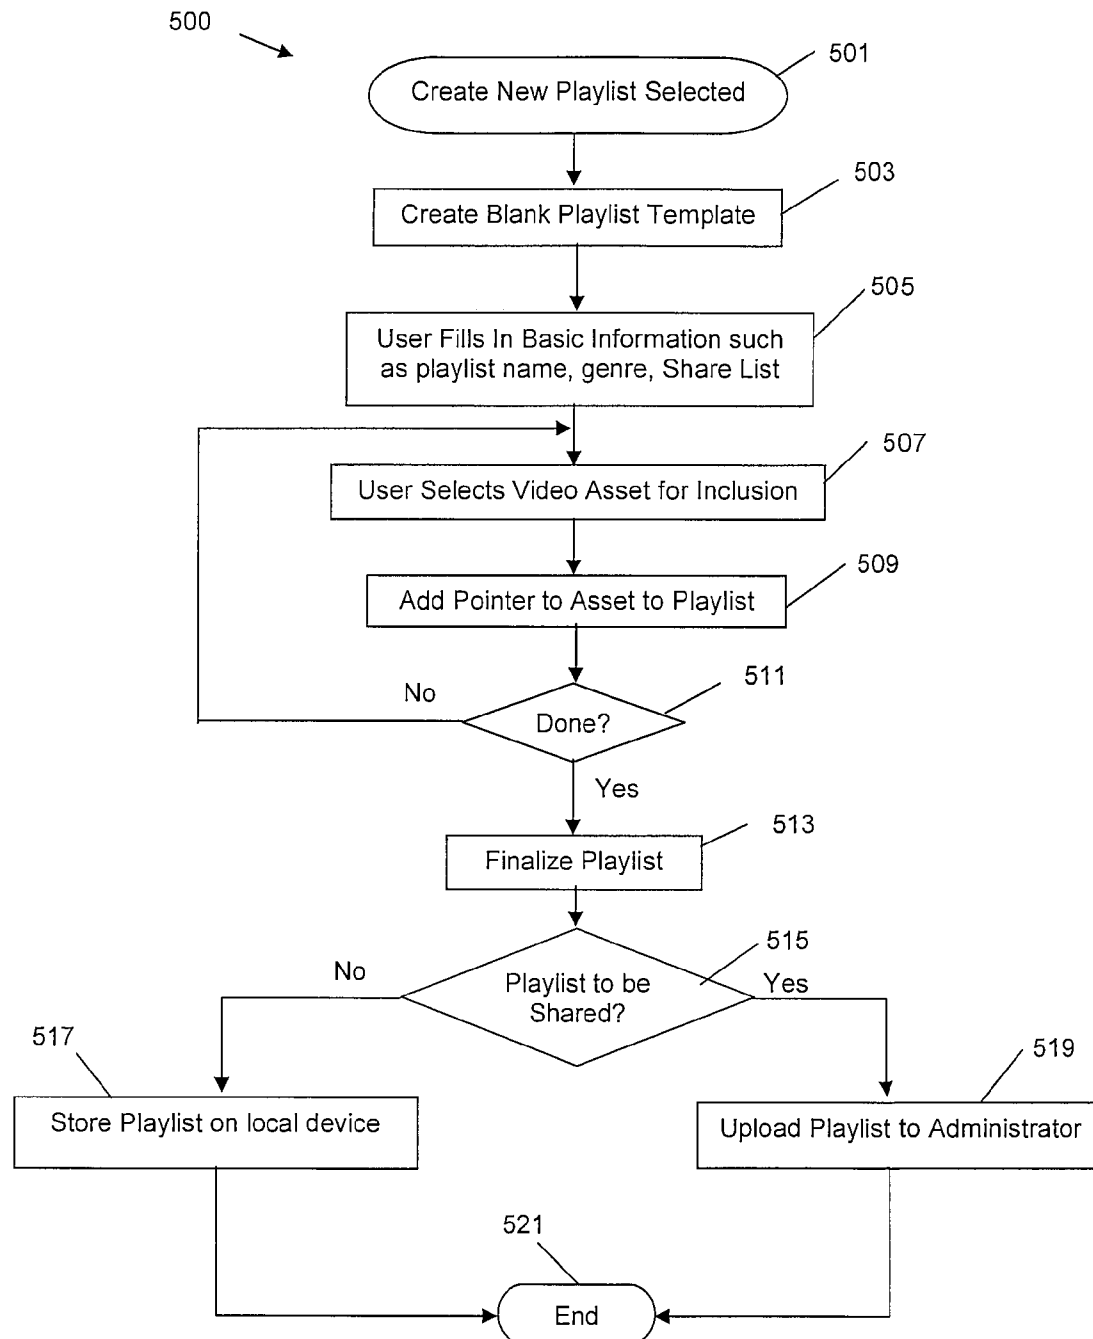 500
501
Create New Playlist Selected
503
Create Blank Playlist Template
505
User Fills In Basic Information such
as playlist name, genre, Share List
507
User Selects Video Asset for Inclusion
509
Add Pointer to Asset to Playlist
511
No
Done?
Yes
513
Finalize Playlist
515
No
Playlist to be
Shared?
Yes
517
519
Store Playlist on local device
Upload Playlist to Administrator
521
End